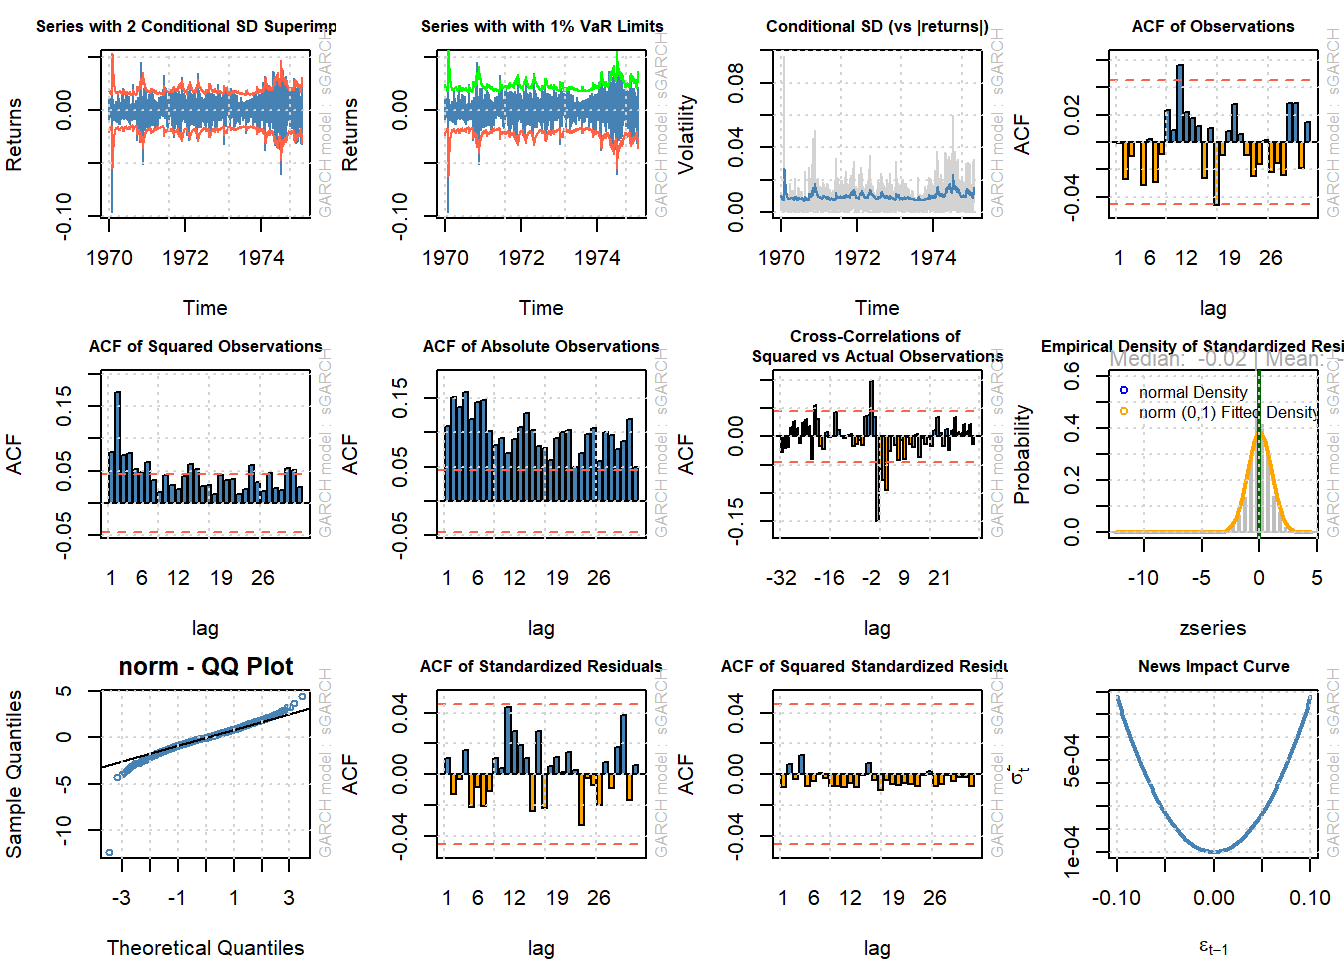 Series with 2 Conditional SD Superimp
Returns
0.00
-0.10
1970 1972 1974
Time
GARCH model : sGARCH
Series with with 1% VaR Limits
Returns
0.00
-0.10
1970 1972 1974
Time
GARCH model : sGARCH
Conditional SD (vs |returns|)
Volatility
0.08
0.04
0.00
1970 1972 1974
Time
GARCH model : sGARCH
ACF of Observations
ACF
0.02
-0.04
1 6 12 19 26
lag
GARCH model : sGARCH
ACF of Squared Observations
ACF
0.15
0.05
-0.05
1 6 12 18 26
lag
GARCH model : sGARCH
ACF of Absolute Observations
ACF
0.15
0.05
-0.05
1 6 12 18 26
lag
GARCH model : sGARCH
Cross-Correlations of
Squared vs Actual Observations
ACF
0.00
-0.15
-32 -16 -2 9 21
lag
GARCH model : sGARCH
Empirical Density of Standardized Resi
Median: -0.02 | Mean:
normal Density
norm (0,1) Fitted Density
Probability
0.6
0.4
0.2
0.0
-10 -5 0 5
zseries
GARCH model : sGARCH
norm - QQ Plot
Sample Quantiles
5
0
-5
-10
-3 -1 1 3
Theoretical Quantiles
GARCH model : sGARCH
ACF of Standardized Residuals
ACF
0.04
0.00
-0.04
1 6 12 18 26
lag
GARCH model : sGARCH
ACF of Squared Standardized Residu
ACF
0.04
0.00
-0.04
1 6 12 18 26
lag
GARCH model : sGARCH
News Impact Curve
5e-04
1e-04
-0.10 0.00 0.10
εt−1
GARCH model : sGARCH